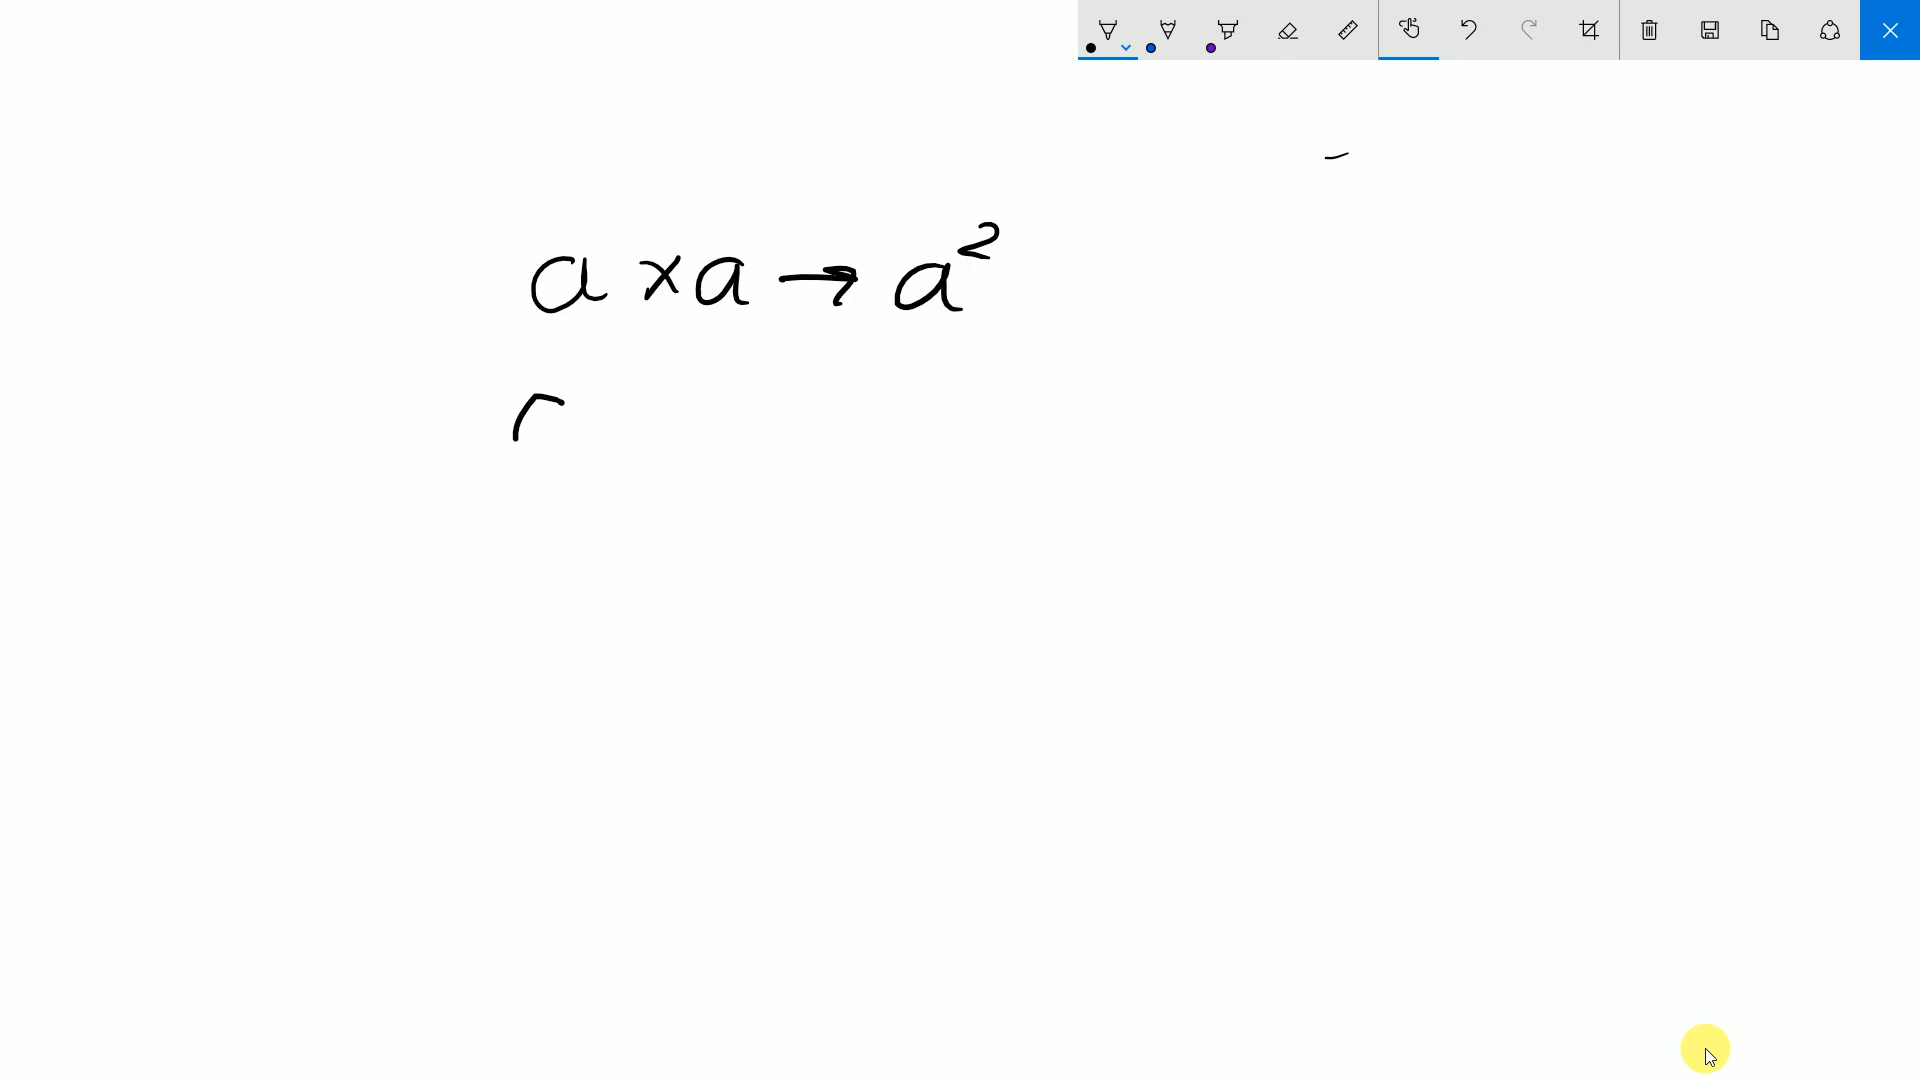 a × a → a²